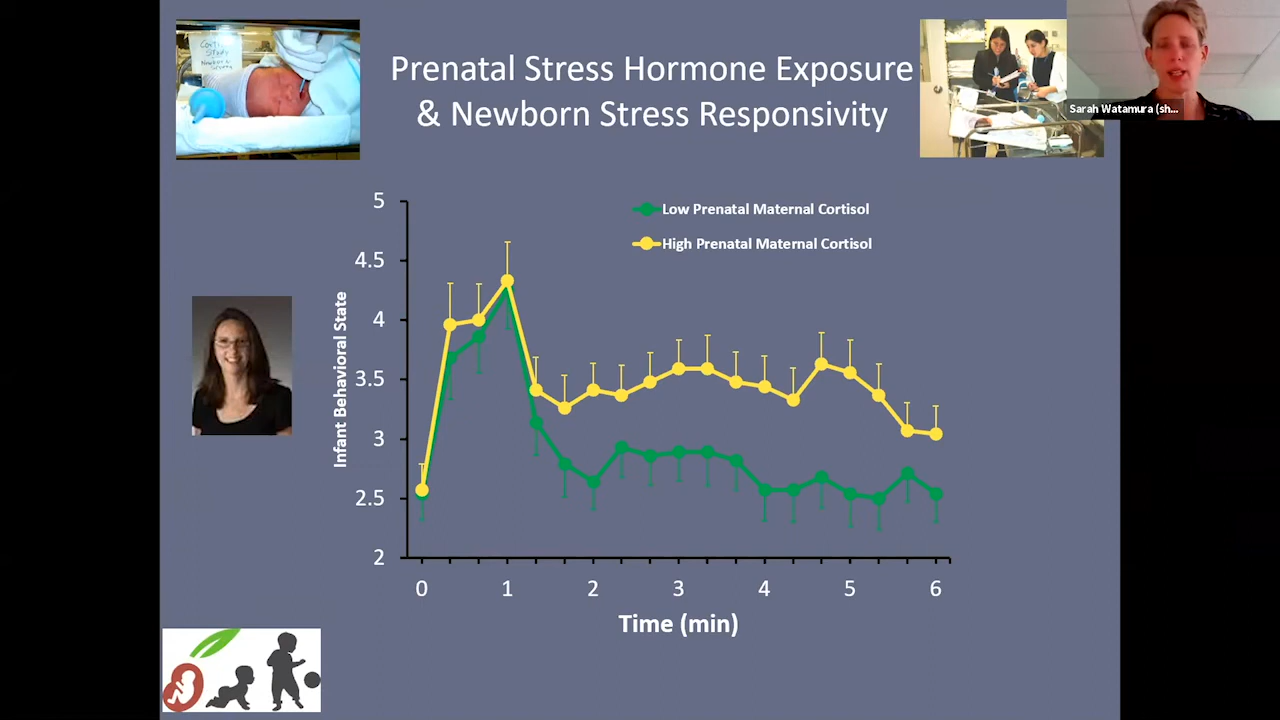 Prenatal Stress Hormone Exposure
& Newborn Stress Responsivity
Sarah Watamura (sh...
Low Prenatal Maternal Cortisol
High Prenatal Maternal Cortisol
Infant Behavioral State
5
4.5
4
3.5
3
2.5
2
0 1 2 3 4 5 6
Time (min)